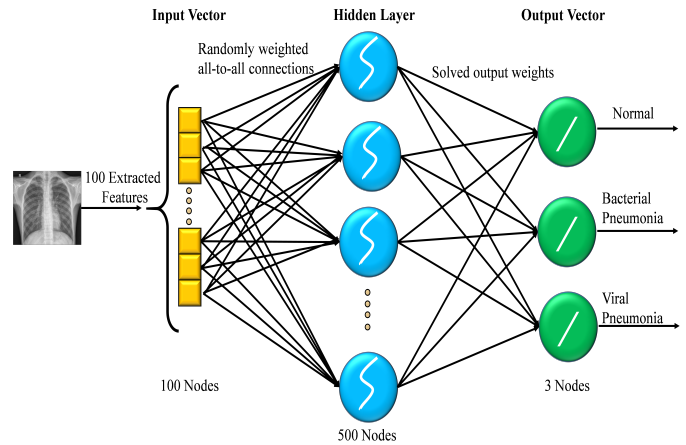 Input Vector
Hidden Layer
Output Vector
Randomly weighted
all-to-all connections
Solved output weights
100 Extracted
Features
Normal
Bacterial
Pneumonia
Viral
Pneumonia
100 Nodes
500 Nodes
3 Nodes